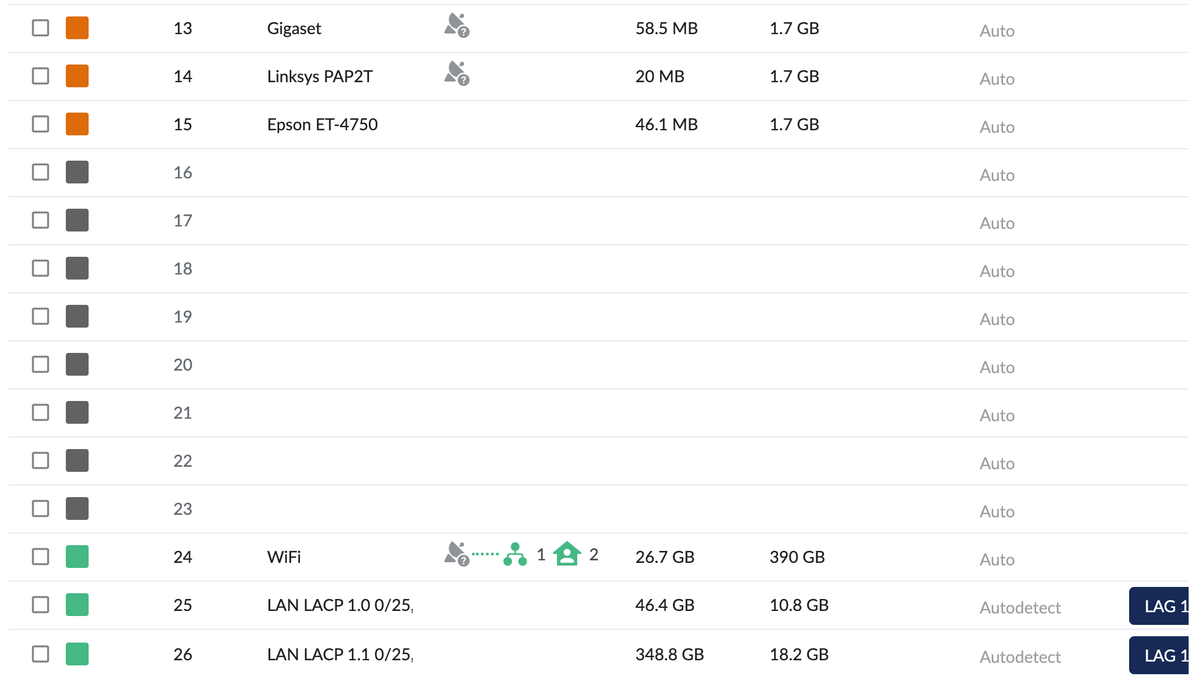 13 Gigaset ? 58.5 MB 1.7 GB Auto
14 Linksys PAP2T ? 20 MB 1.7 GB Auto
15 Epson ET-4750 46.1 MB 1.7 GB Auto
16 Auto
17 Auto
18 Auto
19 Auto
20 Auto
21 Auto
22 Auto
23 Auto
24 WiFi ? 1 2 26.7 GB 390 GB Auto
25 LAN LACP 1.0 0/25, 46.4 GB 10.8 GB Autodetect LAG 1
26 LAN LACP 1.1 0/25, 348.8 GB 18.2 GB Autodetect LAG 1